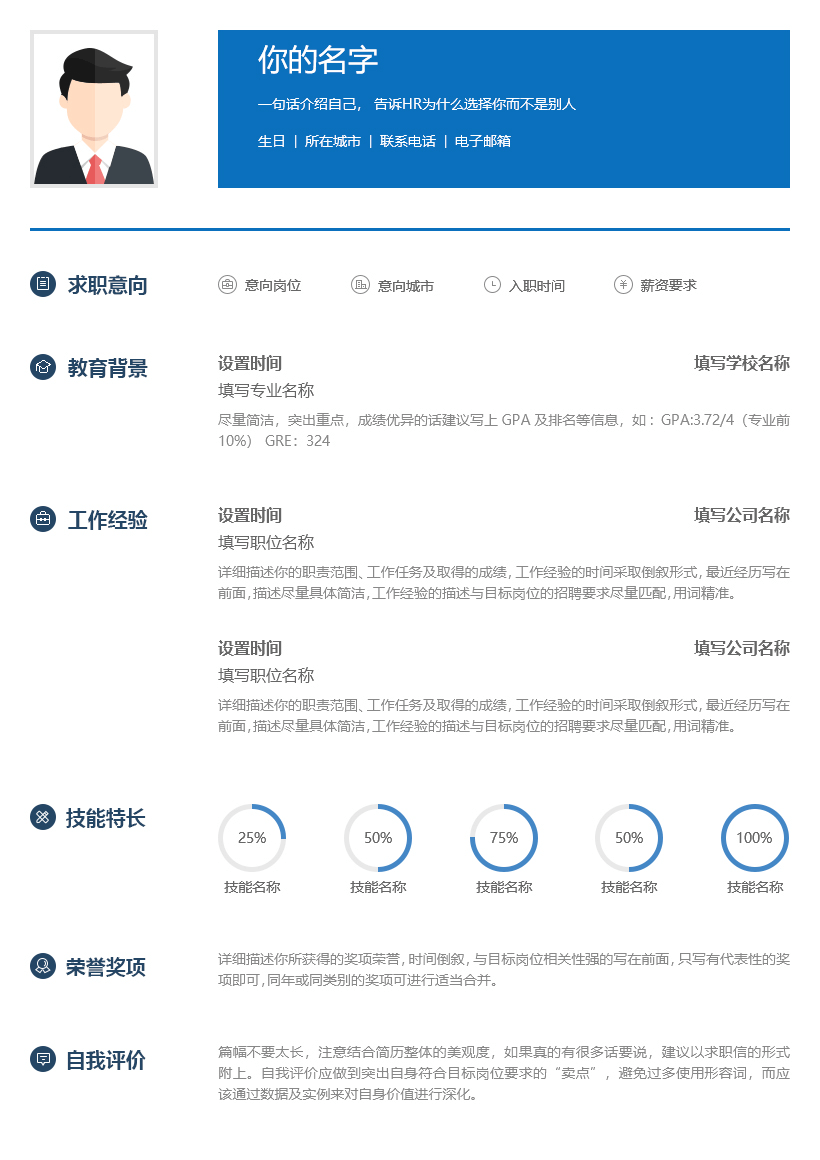 你的名字
一句话介绍自己， 告诉HR为什么选择你而不是别人
生日 | 所在城市 | 联系电话 | 电子邮箱
求职意向
意向岗位 意向城市 入职时间 薪资要求
教育背景
设置时间 填写学校名称
填写专业名称
尽量简洁，突出重点，成绩优异的话建议写上 GPA 及排名等信息，如：GPA:3.72/4（专业前
10%） GRE：324
工作经验
设置时间 填写公司名称
填写职位名称
详细描述你的职责范围、工作任务及取得的成绩，工作经验的时间采取倒叙形式，最近经历写在
前面，描述尽量具体简洁，工作经验的描述与目标岗位的招聘要求尽量匹配，用词精准。
设置时间 填写公司名称
填写职位名称
详细描述你的职责范围、工作任务及取得的成绩，工作经验的时间采取倒叙形式，最近经历写在
前面，描述尽量具体简洁，工作经验的描述与目标岗位的招聘要求尽量匹配，用词精准。
技能特长
25% 50% 75% 50% 100%
技能名称 技能名称 技能名称 技能名称 技能名称
荣誉奖项
详细描述你所获得的奖项荣誉，时间倒叙，与目标岗位相关性强的写在前面，只写有代表性的奖
项即可，同年或同类别的奖项可进行适当合并。
自我评价
篇幅不要太长，注意结合简历整体的美观度，如果真的有很多话要说，建议以求职信的形式
附上。自我评价应做到突出自身符合目标岗位要求的“卖点”，避免过多使用形容词，而应
该通过数据及实例来对自身价值进行深化。